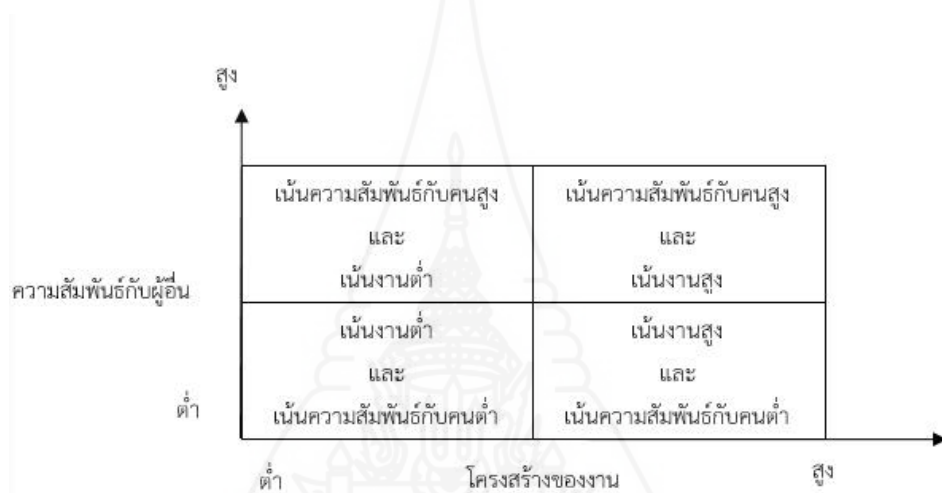 สูง
เน้นความสัมพันธ์กับคนสูง
และ
เน้นงานต่ำ
เน้นความสัมพันธ์กับคนสูง
และ
เน้นงานสูง
ความสัมพันธ์กับผู้อื่น
เน้นงานต่ำ
และ
เน้นความสัมพันธ์กับคนต่ำ
เน้นงานสูง
และ
เน้นความสัมพันธ์กับคนต่ำ
ต่ำ
ต่ำ
โครงสร้างของงาน
สูง